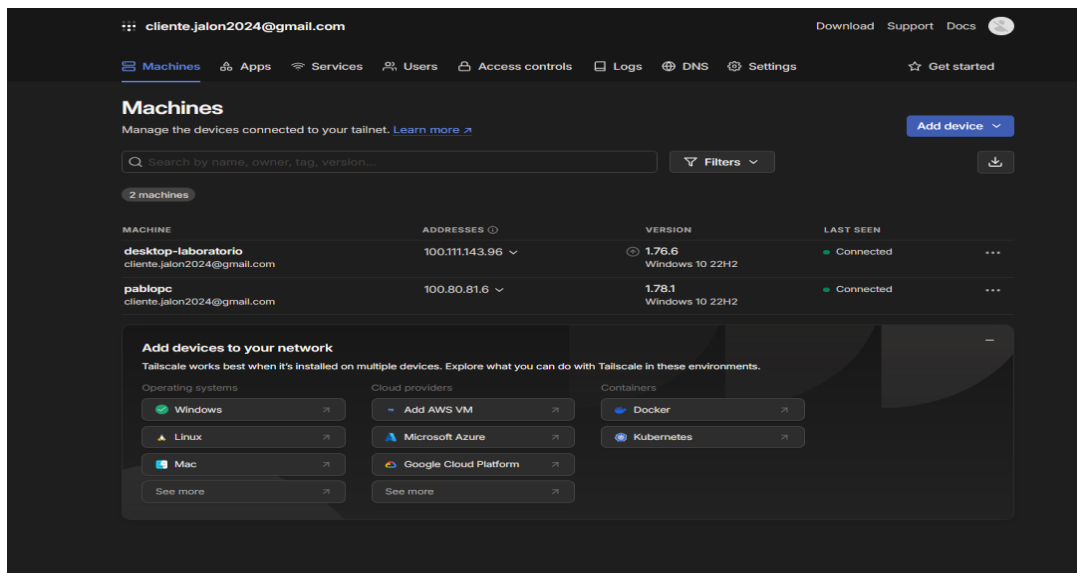 cliente.jalon2024@gmail.com
Download Support Docs
Machines Apps Services Users Access controls Logs DNS Settings Get started
Machines
Manage the devices connected to your tailnet. Learn more ↗
Add device
Search by name, owner, tag, version...
Filters
2 machines
MACHINE ADDRESSES VERSION LAST SEEN
desktop-laboratorio 100.111.143.96 1.76.6 Connected
cliente.jalon2024@gmail.com Windows 10 22H2
pablopc 100.80.81.6 1.78.1 Connected
cliente.jalon2024@gmail.com Windows 10 22H2
Add devices to your network
Tailscale works best when it's installed on multiple devices. Explore what you can do with Tailscale in these environments.
Operating systems Cloud providers Containers
Windows Add AWS VM Docker
Linux Microsoft Azure Kubernetes
Mac Google Cloud Platform
See more See more